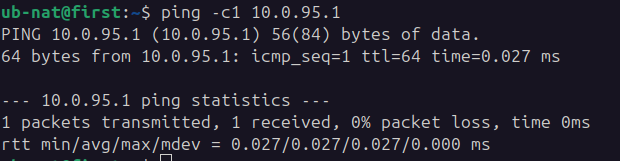 ub-nat@first:~$ ping -c1 10.0.95.1
PING 10.0.95.1 (10.0.95.1) 56(84) bytes of data.
64 bytes from 10.0.95.1: icmp_seq=1 ttl=64 time=0.027 ms

--- 10.0.95.1 ping statistics ---
1 packets transmitted, 1 received, 0% packet loss, time 0ms
rtt min/avg/max/mdev = 0.027/0.027/0.027/0.000 ms